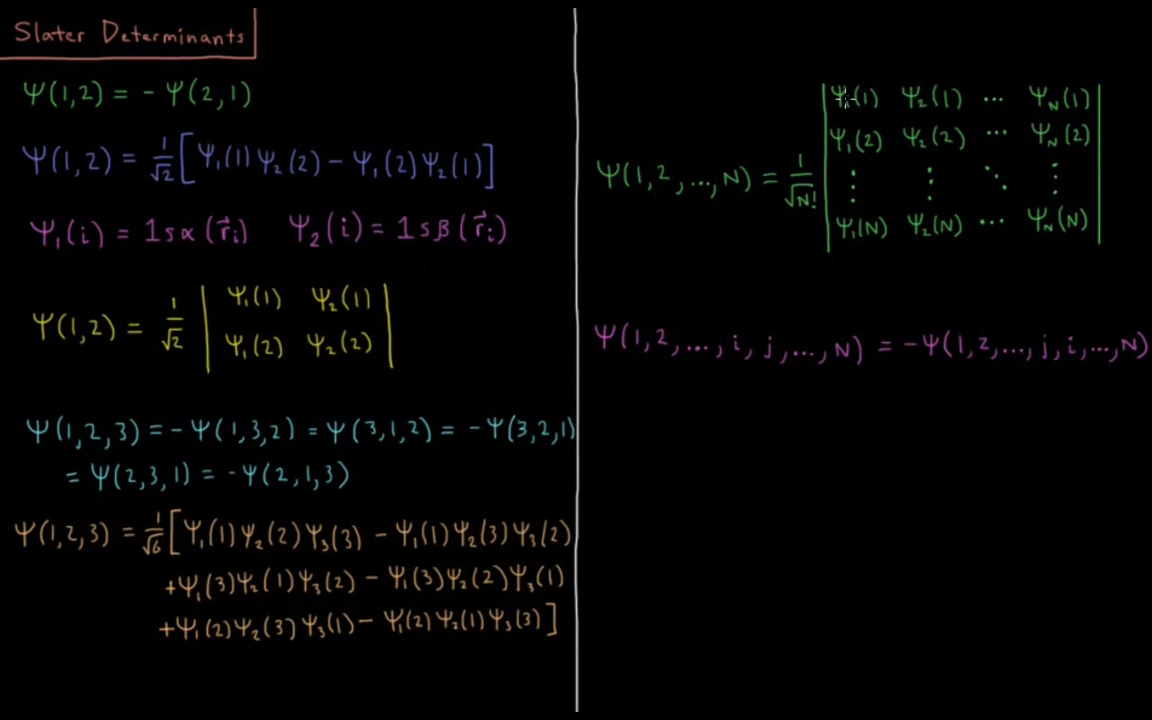 Slater Determinants
Ψ(1,2) = - Ψ(2,1)
Ψ(1,2) = 1/√2 [Ψ₁(1)Ψ₂(2) - Ψ₁(2)Ψ₂(1)]
Ψ₁(i) = 1sα(r⃗ᵢ) Ψ₂(i) = 1sβ(r⃗ᵢ)
Ψ(1,2) = 1/√2 | Ψ₁(1) Ψ₂(1) |
| Ψ₁(2) Ψ₂(2) |
Ψ(1,2,3) = -Ψ(1,3,2) = Ψ(3,1,2) = -Ψ(3,2,1)
= Ψ(2,3,1) = -Ψ(2,1,3)
Ψ(1,2,3) = 1/√6 [Ψ₁(1)Ψ₂(2)Ψ₃(3) - Ψ₁(1)Ψ₂(3)Ψ₃(2)
+Ψ₁(3)Ψ₂(1)Ψ₃(2) - Ψ₁(3)Ψ₂(2)Ψ₃(1)
+Ψ₁(2)Ψ₂(3)Ψ₃(1) - Ψ₁(2)Ψ₂(1)Ψ₃(3)]
Ψ(1,2,...,N) = 1/√N! | Ψ₁(1) Ψ₂(1) ... Ψ_N(1) |
| Ψ₁(2) Ψ₂(2) ... Ψ_N(2) |
| ⋮ ⋮ ⋱ ⋮ |
| Ψ₁(N) Ψ₂(N) ... Ψ_N(N) |
Ψ(1,2,...,i,j,...,N) = -Ψ(1,2,...,j,i,...,N)